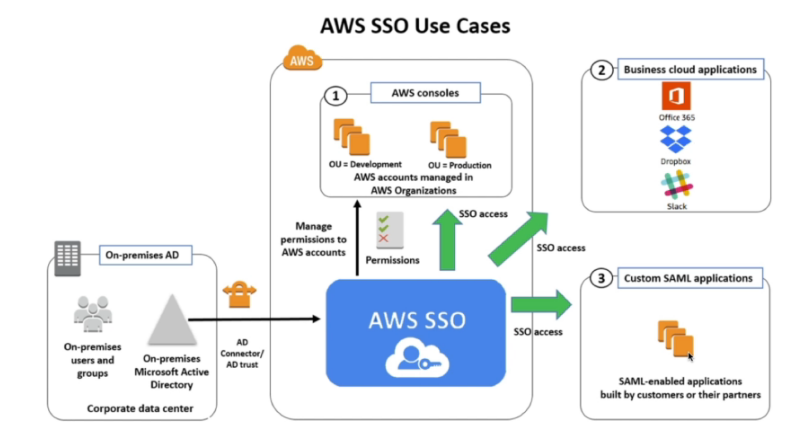 AWS SSO Use Cases
AWS
1
AWS consoles
OU = Development
OU = Production
AWS accounts managed in
AWS Organizations
Manage
permissions to
AWS accounts
Permissions
SSO access
SSO access
SSO access
AWS SSO
On-premises AD
On-premises
users and
groups
On-premises
Microsoft Active
Directory
Corporate data center
AD
Connector/
AD trust
2
Business cloud applications
Office 365
Dropbox
Slack
3
Custom SAML applications
SAML-enabled applications
built by customers or their partners